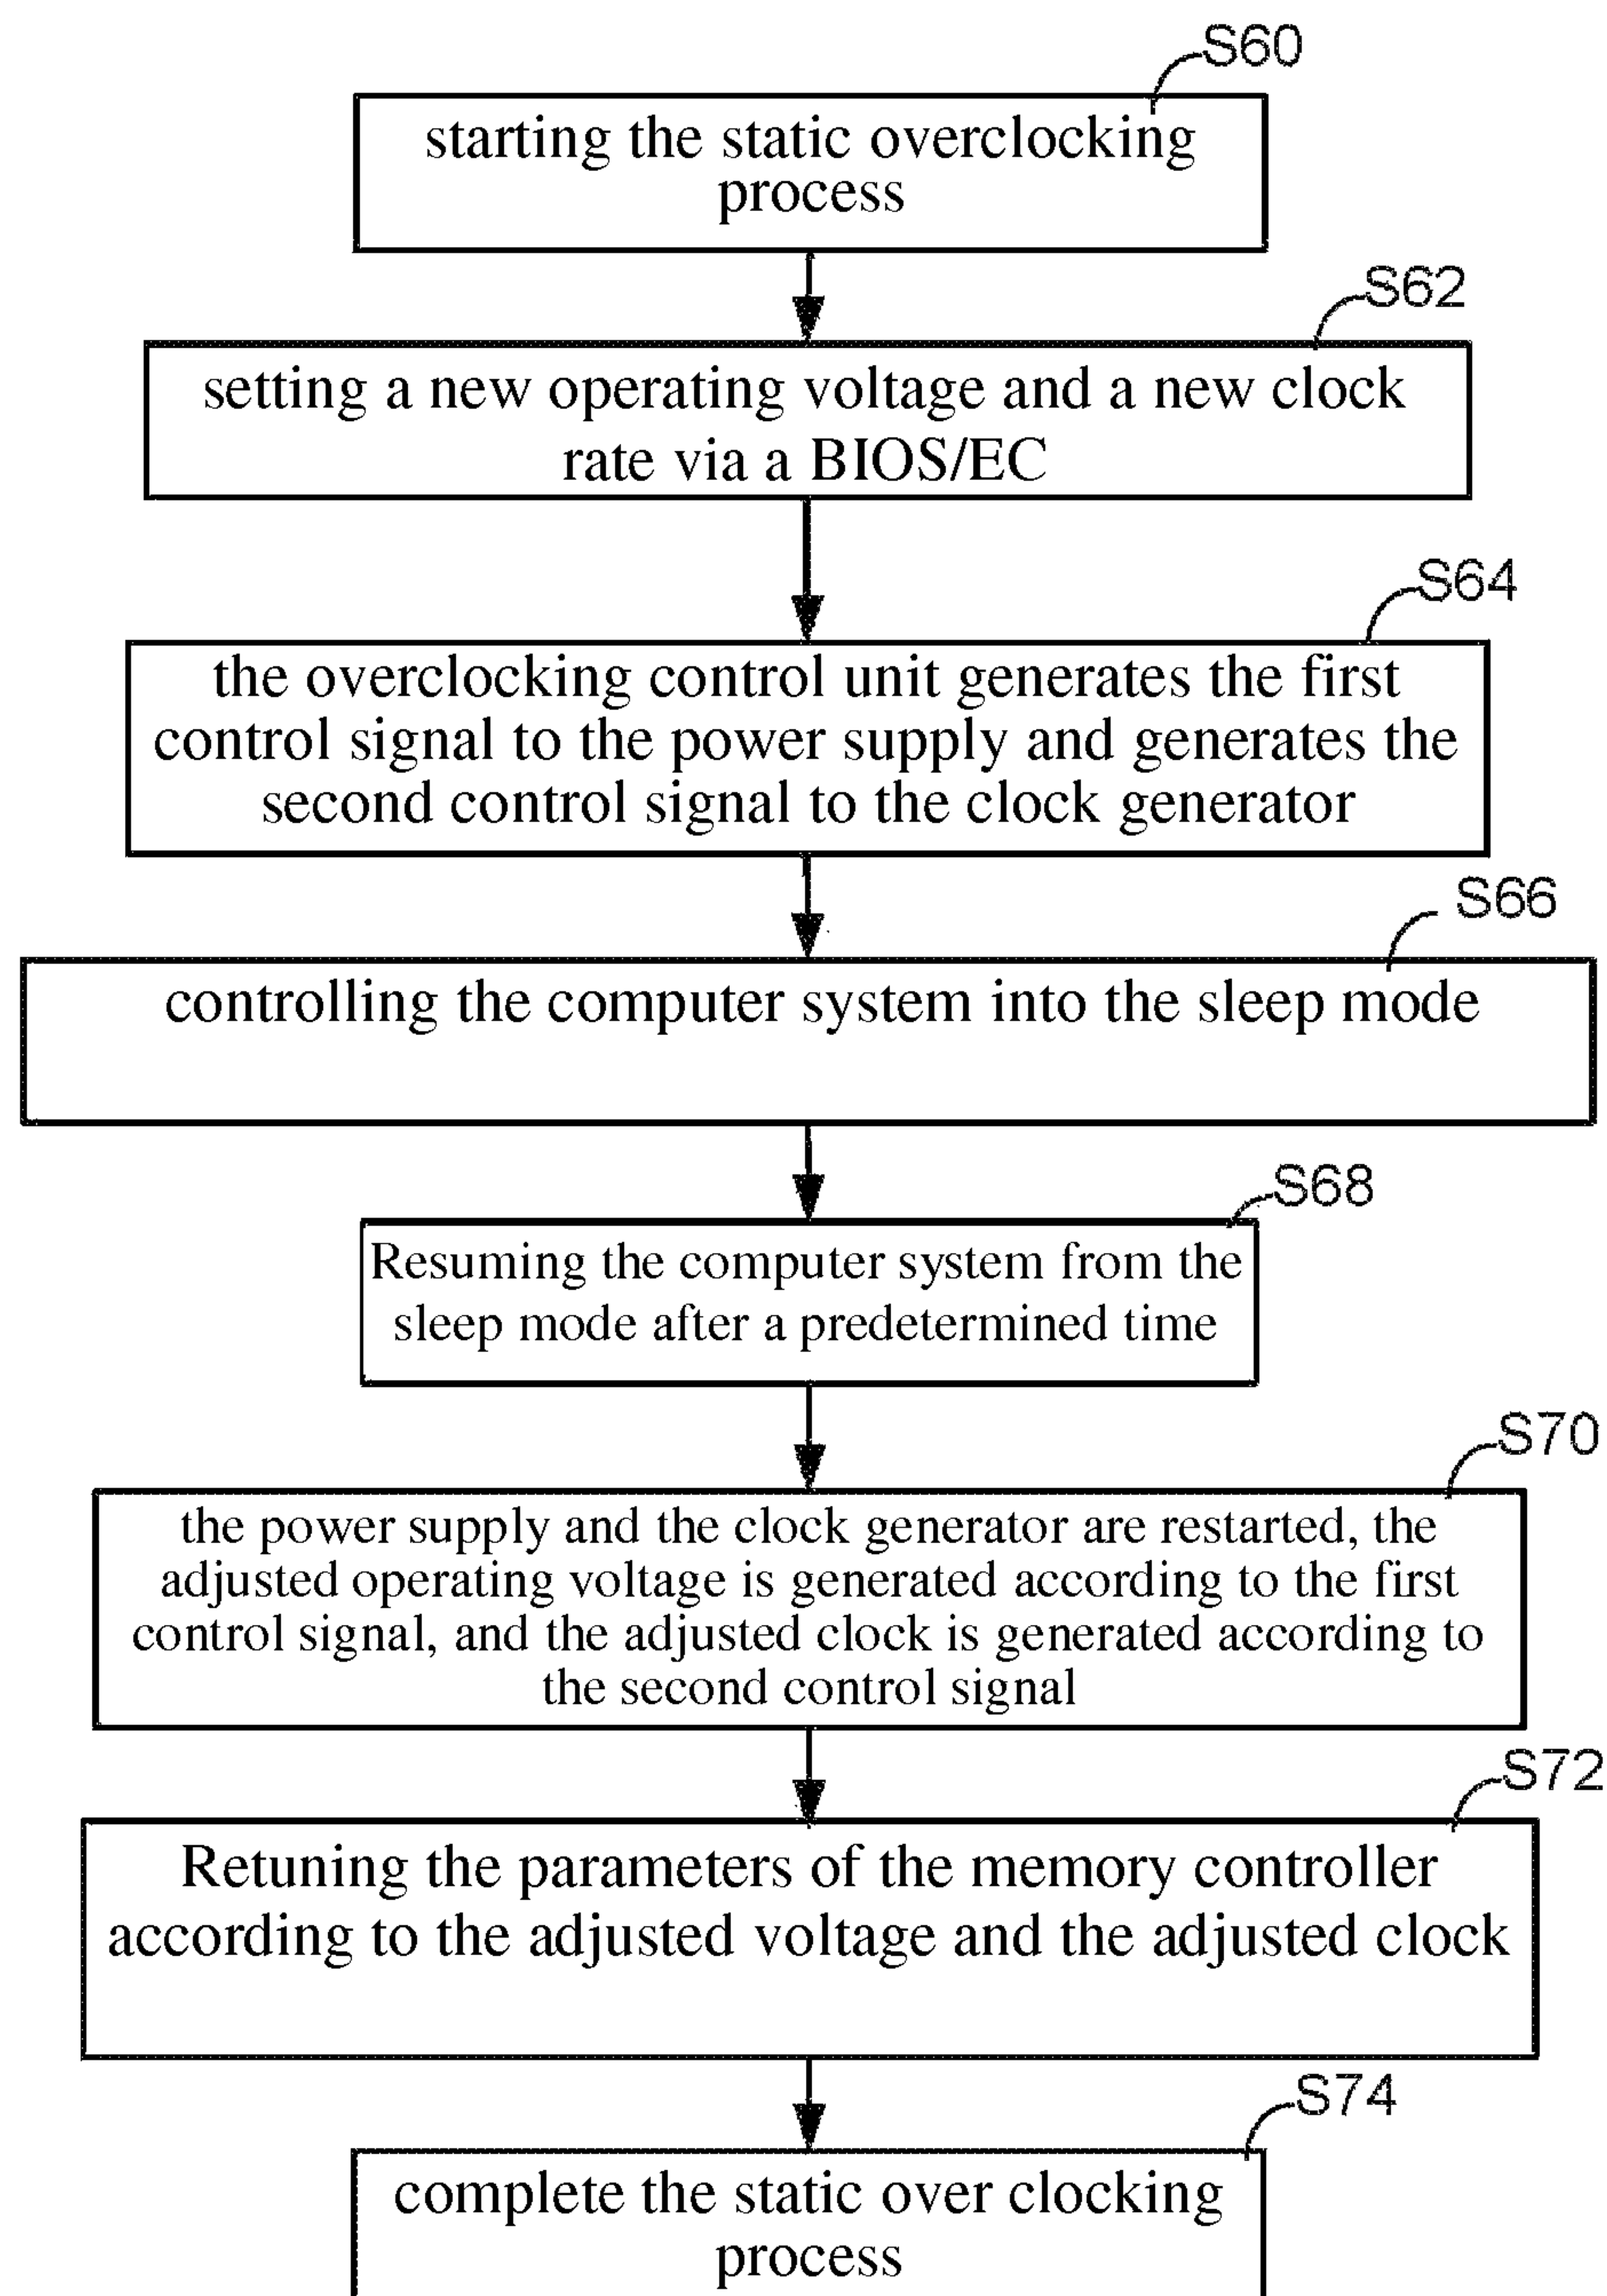 S60
starting the static overclocking
process
S62
setting a new operating voltage and a new clock
rate via a BIOS/EC
S64
the overclocking control unit generates the first
control signal to the power supply and generates the
second control signal to the clock generator
S66
controlling the computer system into the sleep mode
S68
Resuming the computer system from the
sleep mode after a predetermined time
S70
the power supply and the clock generator are restarted, the
adjusted operating voltage is generated according to the first
control signal, and the adjusted clock is generated according to
the second control signal
S72
Retuning the parameters of the memory controller
according to the adjusted voltage and the adjusted clock
S74
complete the static over clocking
process